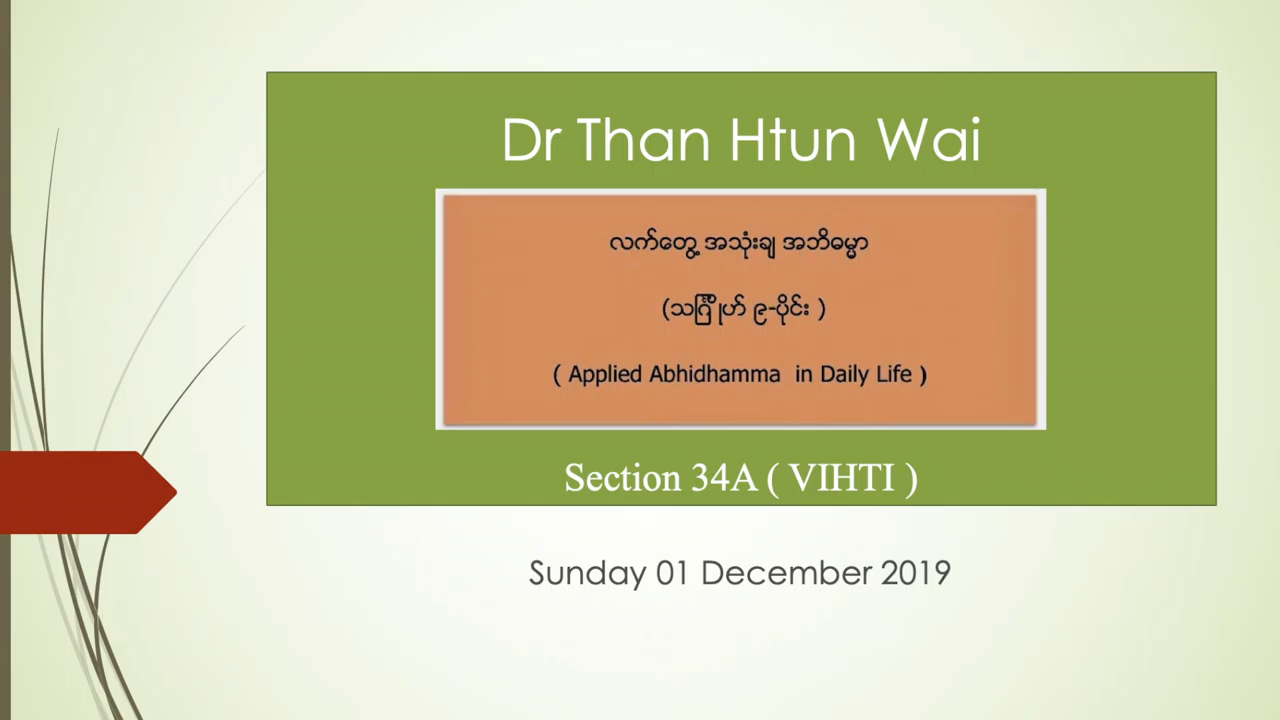 Dr Than Htun Wai
လက်တွေ့ အသုံးချ အဘိဓမ္မာ
(သင်္ဂြိုဟ် ၉-ပိုင်း )
( Applied Abhidhamma in Daily Life )
Section 34A ( VIHTI )
Sunday 01 December 2019